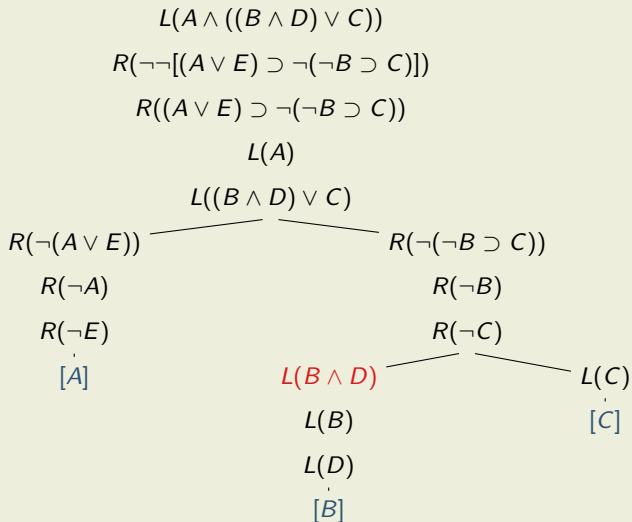 L(A ∧ ((B ∧ D) ∨ C))
R(¬¬[(A ∨ E) ⊃ ¬(¬B ⊃ C)])
R((A ∨ E) ⊃ ¬(¬B ⊃ C))
L(A)
L((B ∧ D) ∨ C)
R(¬(A ∨ E)) R(¬(¬B ⊃ C))
R(¬A) R(¬B)
R(¬E) R(¬C)
[A] L(B ∧ D) L(C)
L(B) [C]
L(D)
[B]